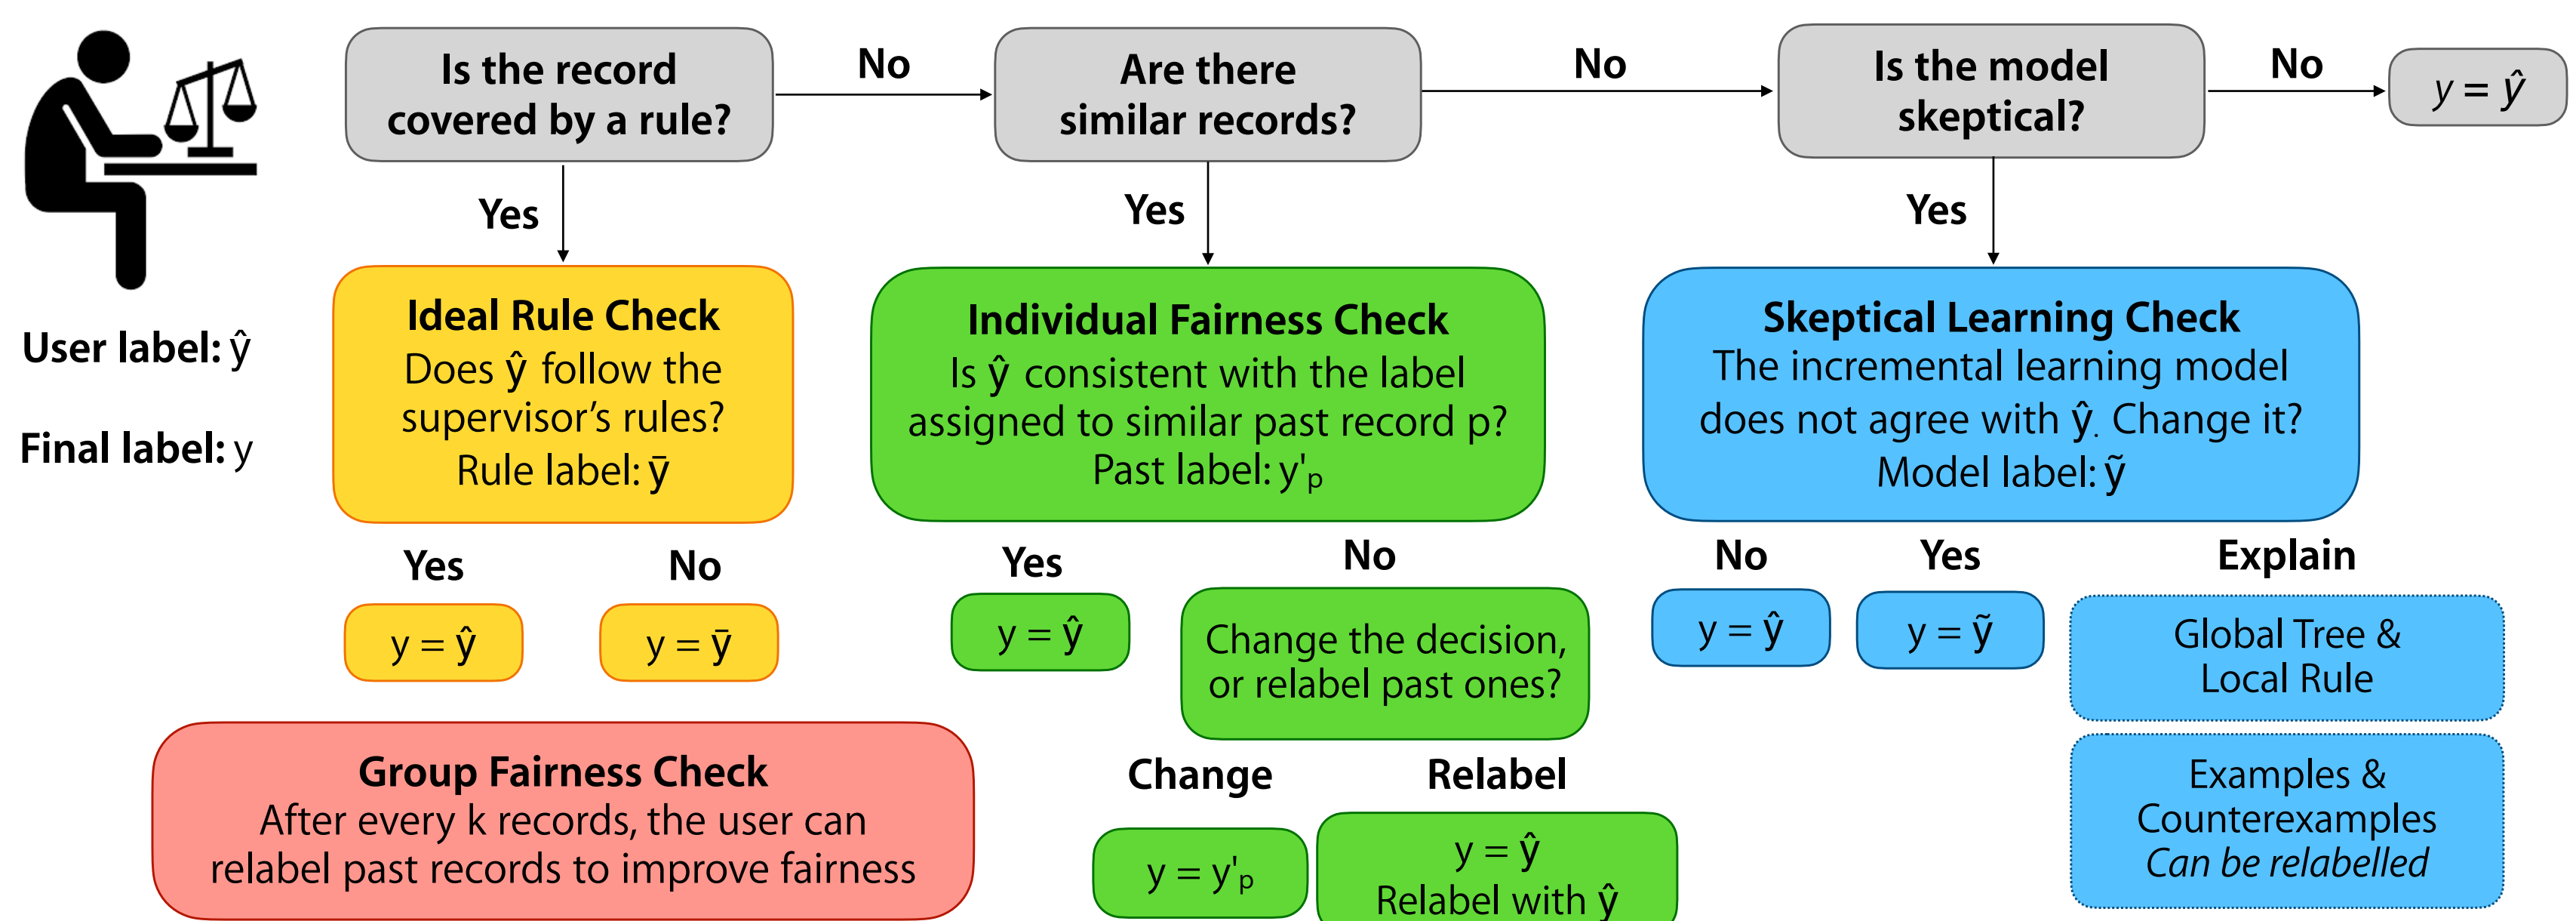 Is the record
covered by a rule?
No
Are there
similar records?
No
Is the model
skeptical?
No
y = ŷ
Yes
Yes
Yes
User label: ŷ
Final label: y
Ideal Rule Check
Does ŷ follow the
supervisor's rules?
Rule label: ȳ
Individual Fairness Check
Is ŷ consistent with the label
assigned to similar past record p?
Past label: y'ₚ
Skeptical Learning Check
The incremental learning model
does not agree with ŷ. Change it?
Model label: ỹ
Yes
No
y = ŷ
y = ȳ
Yes
No
y = ŷ
Change the decision,
or relabel past ones?
Change
Relabel
y = y'ₚ
y = ŷ
Relabel with ŷ
No
Yes
Explain
y = ŷ
y = ỹ
Global Tree &
Local Rule
Examples &
Counterexamples
Can be relabelled
Group Fairness Check
After every k records, the user can
relabel past records to improve fairness